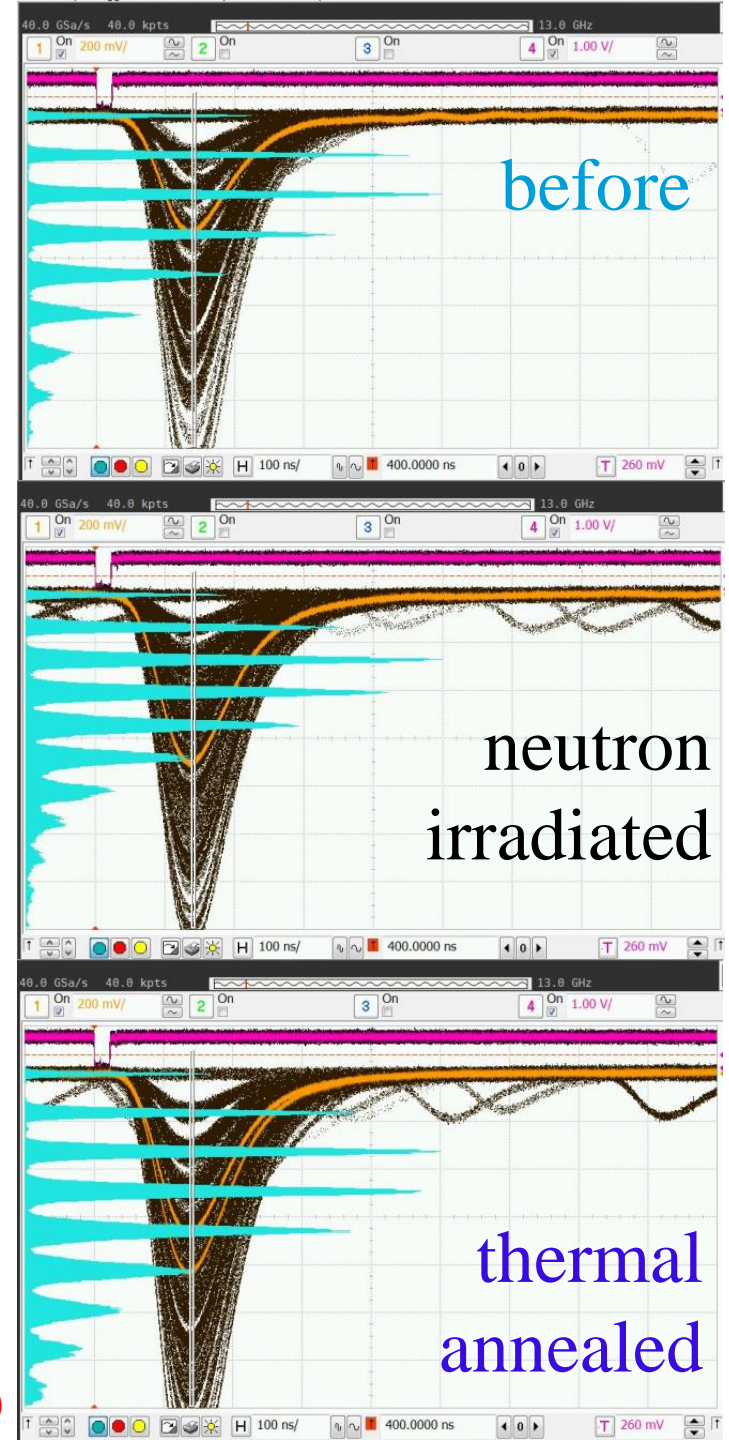 40.0 GSa/s 40.0 kpts 13.0 GHz
1 On 200 mV/ 2 On 3 On 4 On 1.00 V/
before
H 100 ns/ 400.0000 ns 0 T 260 mV
40.0 GSa/s 40.0 kpts 13.0 GHz
1 On 200 mV/ 2 On 3 On 4 On 1.00 V/
neutron
irradiated
H 100 ns/ 400.0000 ns 0 T 260 mV
40.0 GSa/s 40.0 kpts 13.0 GHz
1 On 200 mV/ 2 On 3 On 4 On 1.00 V/
thermal
annealed
H 100 ns/ 400.0000 ns 0 T 260 mV